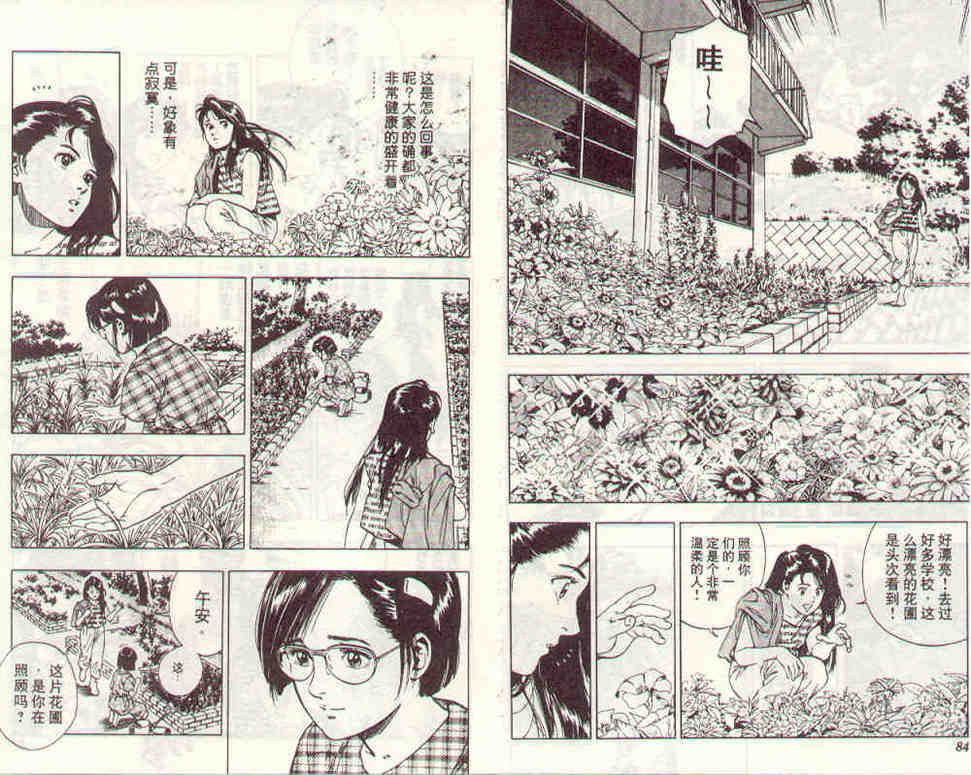 哇～～～
好漂亮！去过
好多学校，这
么漂亮的花圃
是头次看到！
照顾你
们的，一
定是个非常
温柔的人！
84
这是怎么回事
呢？大家的确都
非常健康的盛开着
……
可是，好象有
点寂寞……
午安。
这
这片花圃
，是你在
照顾吗？